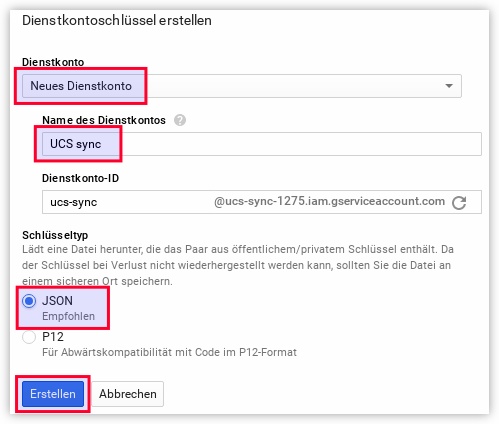 Dienstkontoschlüssel erstellen
Dienstkonto
Neues Dienstkonto
Name des Dienstkontos ?
UCS sync
Dienstkonto-ID
ucs-sync @ucs-sync-1275.iam.gserviceaccount.com
Schlüsseltyp
Lädt eine Datei herunter, die das Paar aus öffentlichem/privatem Schlüssel enthält. Da
der Schlüssel bei Verlust nicht wiederhergestellt werden kann, sollten Sie die Datei an
einem sicheren Ort speichern.
JSON
Empfohlen
P12
Für Abwärtskompatibilität mit Code im P12-Format
Erstellen Abbrechen